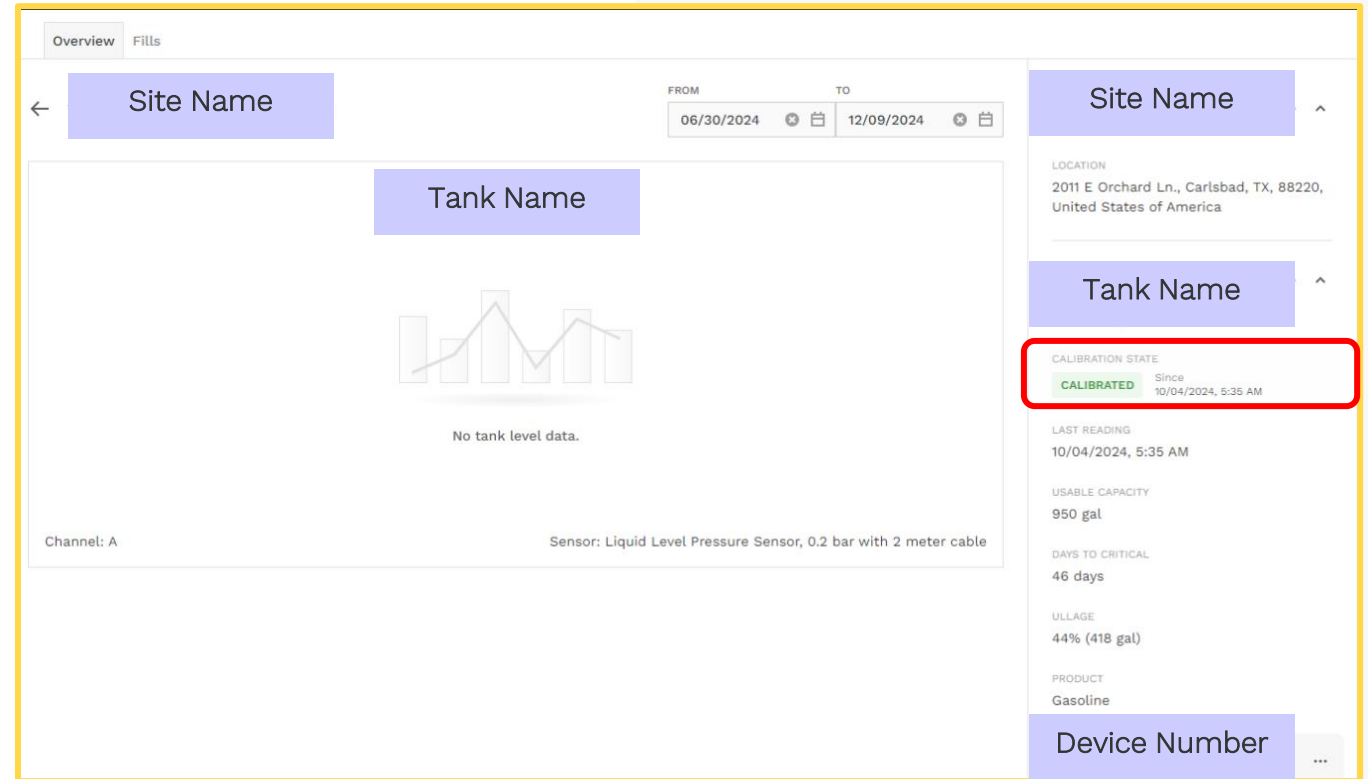 Overview Fills
Site Name
FROM TO
06/30/2024 12/09/2024
Tank Name
No tank level data.
Channel: A
Sensor: Liquid Level Pressure Sensor, 0.2 bar with 2 meter cable
Site Name
LOCATION
2011 E Orchard Ln., Carlsbad, TX, 88220,
United States of America
Tank Name
CALIBRATION STATE
CALIBRATED
Since
10/04/2024, 5:35 AM
LAST READING
10/04/2024, 5:35 AM
USABLE CAPACITY
950 gal
DAYS TO CRITICAL
46 days
ULLAGE
44% (418 gal)
PRODUCT
Gasoline
Device Number
...